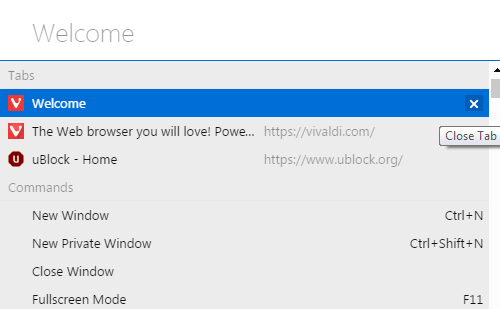 Welcome
Tabs
Welcome
The Web browser you will love! Powe... https://vivaldi.com/
Close Tab
uBlock - Home https://www.ublock.org/
Commands
New Window Ctrl+N
New Private Window Ctrl+Shift+N
Close Window
Fullscreen Mode F11